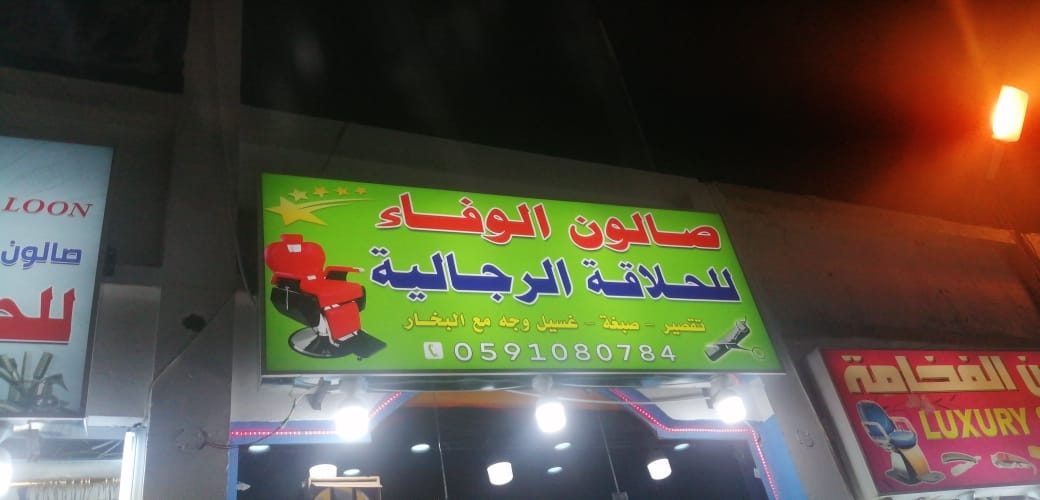 صالون الوفاء
للحلاقة الرجالية
تقصير - صبغة - غسيل وجه مع البخار
0591080784
LOON
صالون
الفخامة
LUXURY